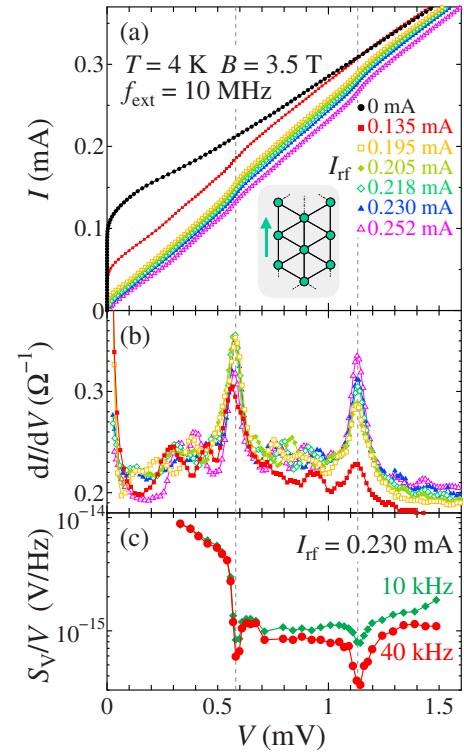 (a)
T = 4 K B = 3.5 T
f_ext = 10 MHz
I_rf
0 mA
0.135 mA
0.195 mA
0.205 mA
0.218 mA
0.230 mA
0.252 mA
I (mA)
0.3
0.2
0.1
0
(b)
dI/dV (Ω⁻¹)
0.3
0.2
(c)
I_rf = 0.230 mA
10 kHz
40 kHz
S_V/V (V/Hz)
10⁻¹⁴
10⁻¹⁵
0 0.5 1 1.5
V (mV)